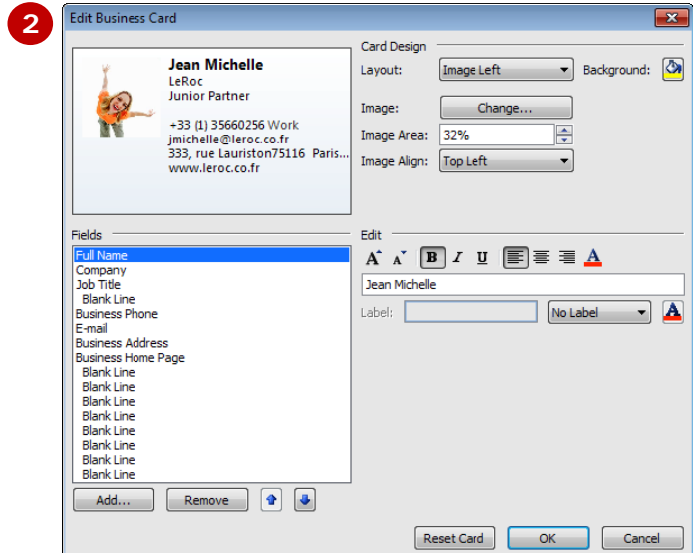 2
Edit Business Card
Jean Michelle
LeRoc
Junior Partner
+33 (1) 35660256 Work
jmichelle@leroc.co.fr
333, rue Lauriston75116 Paris...
www.leroc.co.fr
Card Design
Layout: Image Left Background:
Image: Change...
Image Area: 32%
Image Align: Top Left
Fields
Full Name
Company
Job Title
Blank Line
Business Phone
E-mail
Business Address
Business Home Page
Blank Line
Blank Line
Blank Line
Blank Line
Blank Line
Blank Line
Blank Line
Blank Line
Add... Remove
Edit
A A B I U A
Jean Michelle
Label: No Label A
Reset Card OK Cancel